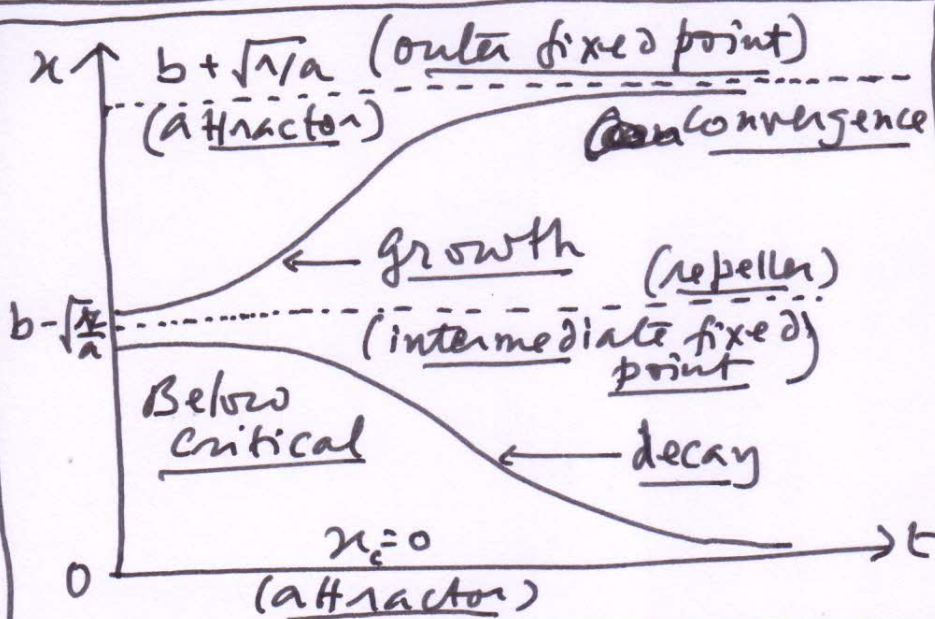 x
b + √r/a (outer fixed point)
(attractor)
Convergence
growth
(repeller)
b - √r/a
(intermediate fixed
point)
Below
Critical
decay
x_c = 0
t
0
(attractor)